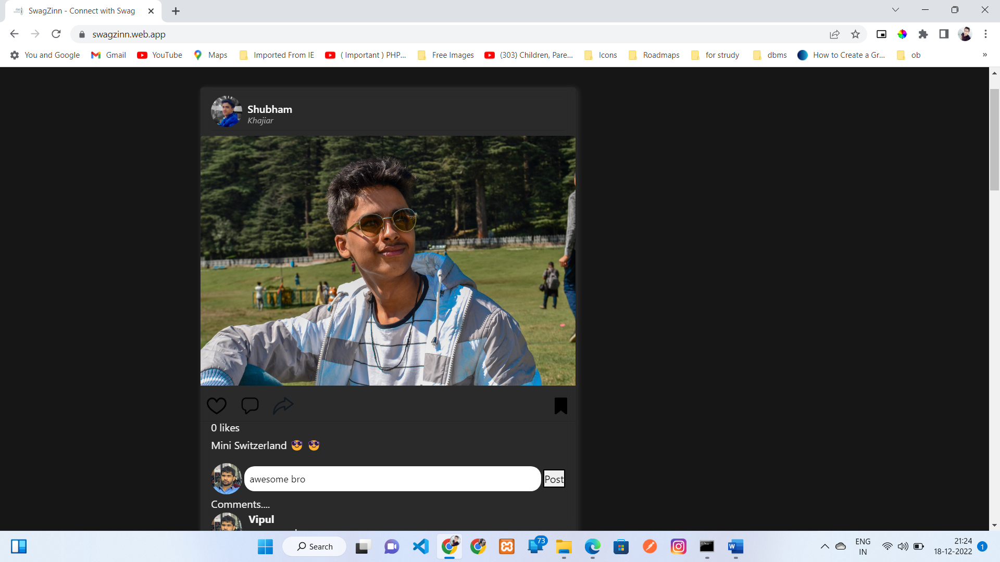 SwagZinn - Connect with Swag
swagzinn.web.app
You and Google
Gmail
YouTube
Maps
Imported From IE
( Important ) PHP...
Free Images
(303) Children, Pare...
Icons
Roadmaps
for strudy
dbms
How to Create a Gr...
ob
»
Shubham
Khajiar
0 likes
Mini Switzerland 😎 😎
awesome bro
Post
Comments....
Vipul
Search
73
W
ENG
IN
21:24
18-12-2022
1